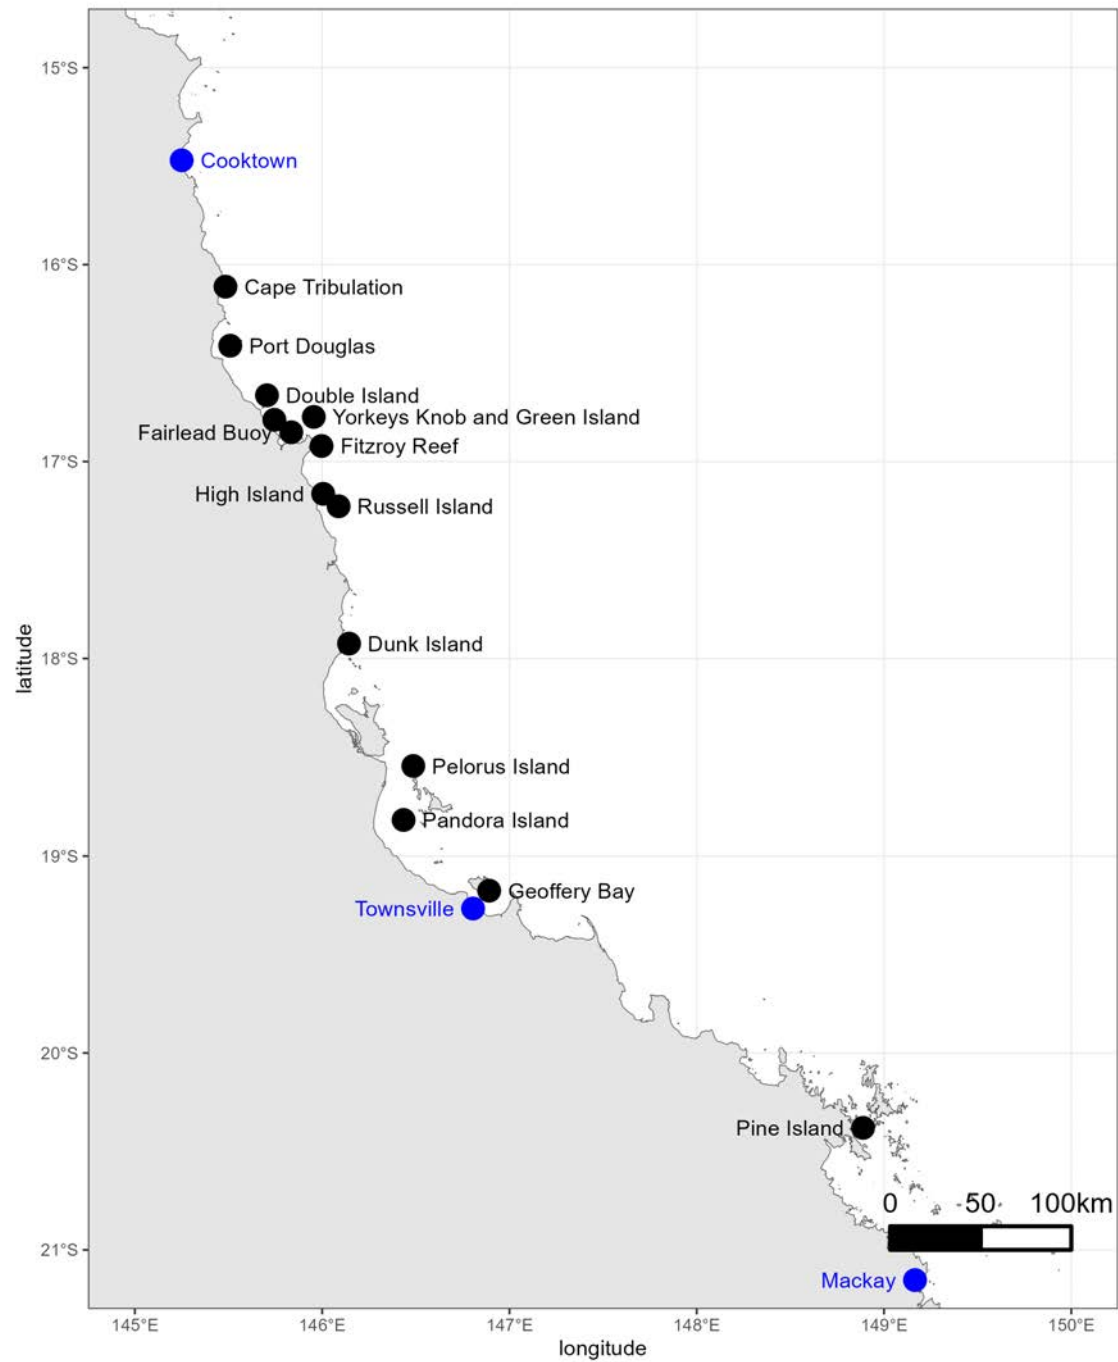 15°S
Cooktown
16°S
Cape Tribulation
Port Douglas
Double Island
Yorkeys Knob and Green Island
Fairlead Buoy
Fitzroy Reef
17°S
High Island
Russell Island
Dunk Island
18°S
latitude
Pelorus Island
Pandora Island
19°S
Geoffery Bay
Townsville
20°S
Pine Island
0 50 100km
21°S
Mackay
145°E 146°E 147°E 148°E 149°E 150°E
longitude